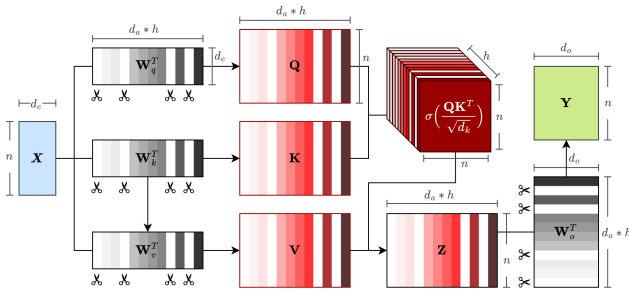 d_a * h
d_a * h
h
d_o
W_q^T
d_e
Q
n
d_e
σ(QK^T / √d_k)
n
Y
n
n
X
W_k^T
K
n
d_o
d_a * h
W_v^T
V
Z
n
W_o^T
d_a * h